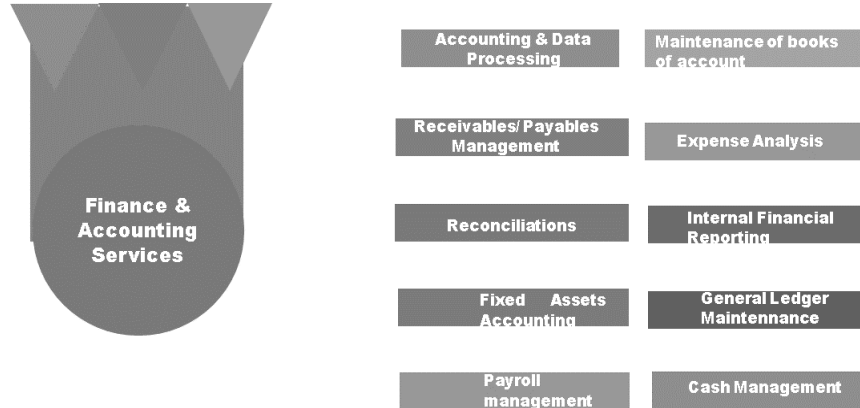 Finance &
Accounting
Services
Accounting & Data
Processing
Maintenance of books
of account
Receivables/ Payables
Management
Expense Analysis
Reconciliations
Internal Financial
Reporting
Fixed Assets
Accounting
General Ledger
Maintennance
Payroll
management
Cash Management